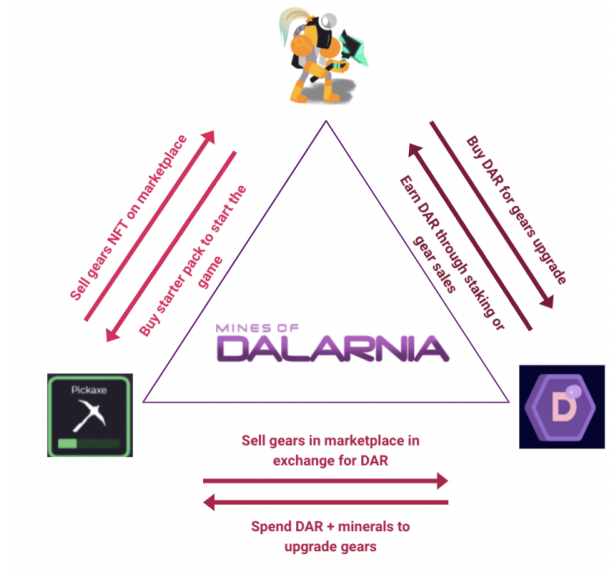 Sell gears NFT on marketplace
Buy starter pack to start the
game
Buy DAR for gears upgrade
Earn DAR through staking or
gear sales
MINES OF
DALARNIA
Pickaxe
D
Sell gears in marketplace in
exchange for DAR
Spend DAR + minerals to
upgrade gears